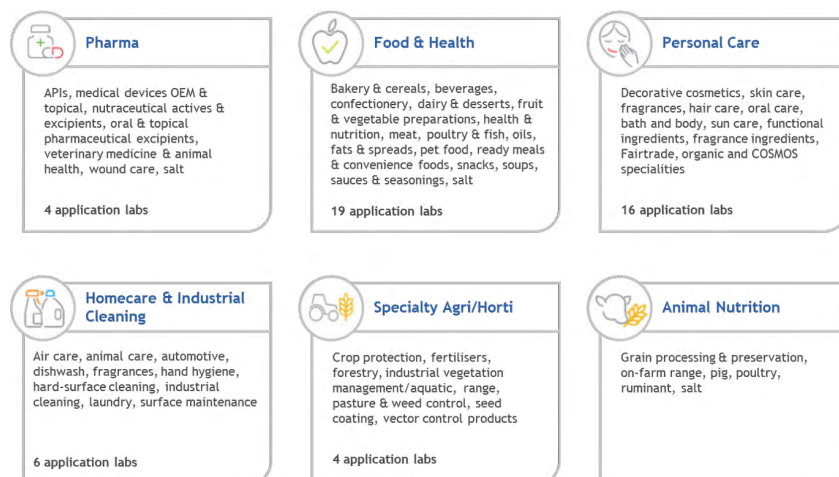 Pharma
APIs, medical devices OEM &
topical, nutraceutical actives &
excipients, oral & topical
pharmaceutical excipients,
veterinary medicine & animal
health, wound care, salt
4 application labs
Food & Health
Bakery & cereals, beverages,
confectionery, dairy & desserts, fruit
& vegetable preparations, health &
nutrition, meat, poultry & fish, oils,
fats & spreads, pet food, ready meals
& convenience foods, snacks, soups,
sauces & seasonings, salt
19 application labs
Personal Care
Decorative cosmetics, skin care,
fragrances, hair care, oral care,
bath and body, sun care, functional
ingredients, fragrance ingredients,
Fairtrade, organic and COSMOS
specialities
16 application labs
Homecare & Industrial
Cleaning
Air care, animal care, automotive,
dishwash, fragrances, hand hygiene,
hard-surface cleaning, industrial
cleaning, laundry, surface maintenance
6 application labs
Specialty Agri/Horti
Crop protection, fertilisers,
forestry, industrial vegetation
management/aquatic, range,
pasture & weed control, seed
coating, vector control products
4 application labs
Animal Nutrition
Grain processing & preservation,
on-farm range, pig, poultry,
ruminant, salt